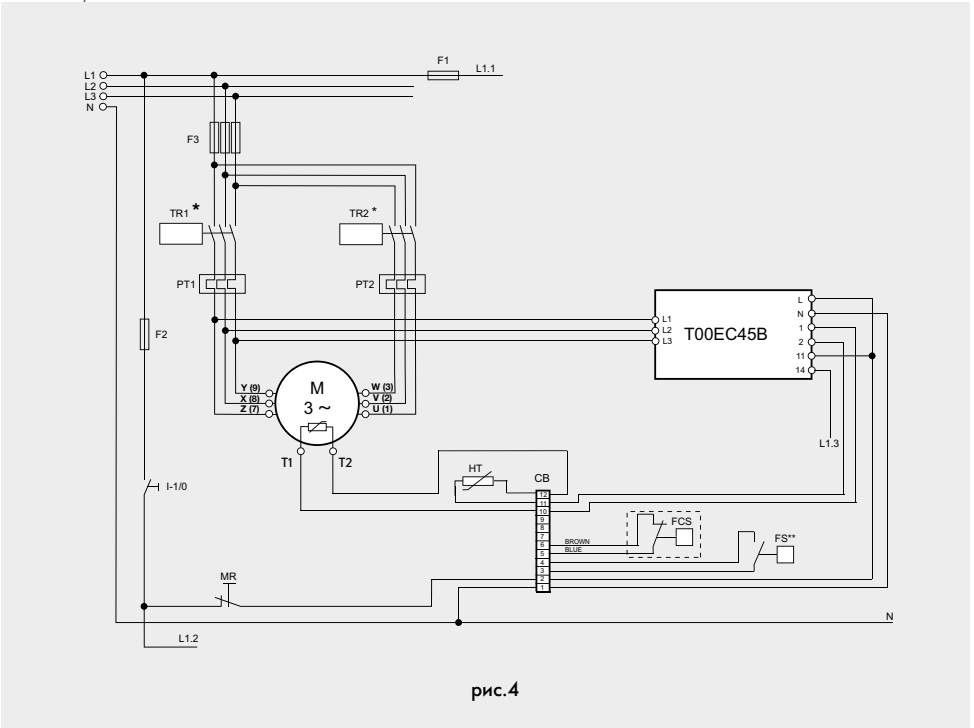 F1
L1.1
L1
L2
L3
N
F3
TR1 *
TR2 *
PT1
PT2
F2
L1
L2
L3
T00EC45B
L
N
1
2
11
14
L1.3
Y (9)
X (8)
Z (7)
M
3 ~
W (3)
V (2)
U (1)
T1
T2
I-1/0
HT
CB
12
11
10
9
8
7
6
5
4
3
2
1
BROWN
BLUE
FCS
FS**
MR
N
L1.2
рис.4